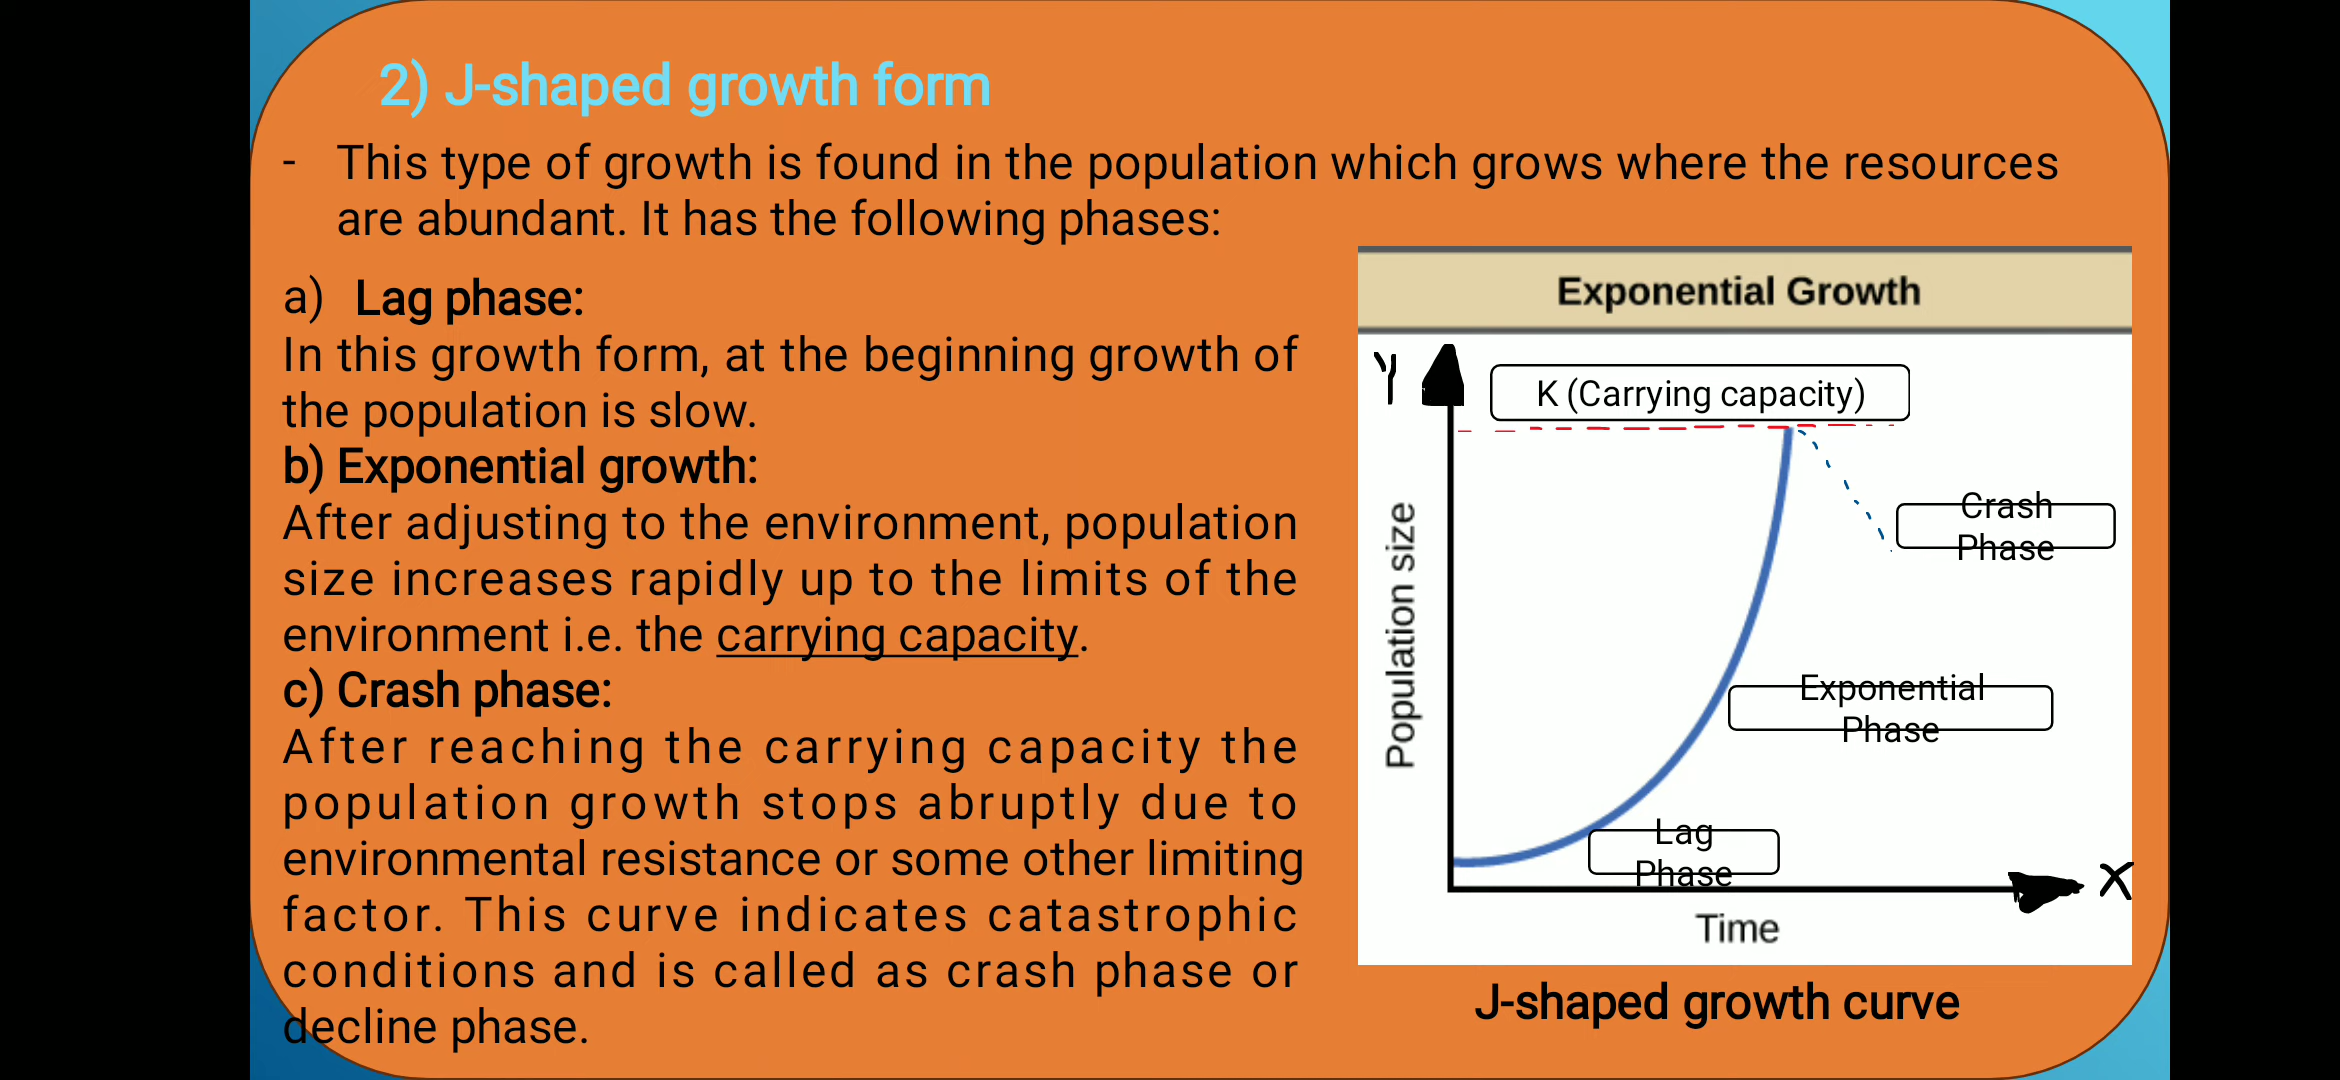 2) J-shaped growth form
- This type of growth is found in the population which grows where the resources
are abundant. It has the following phases:
a) Lag phase:
In this growth form, at the beginning growth of
the population is slow.
b) Exponential growth:
After adjusting to the environment, population
size increases rapidly up to the limits of the
environment i.e. the carrying capacity.
c) Crash phase:
After reaching the carrying capacity the
population growth stops abruptly due to
environmental resistance or some other limiting
factor. This curve indicates catastrophic
conditions and is called as crash phase or
decline phase.
Exponential Growth
Y
K (Carrying capacity)
Population size
Crash
Phase
Exponential
Phase
Lag
Phase
X
Time
J-shaped growth curve